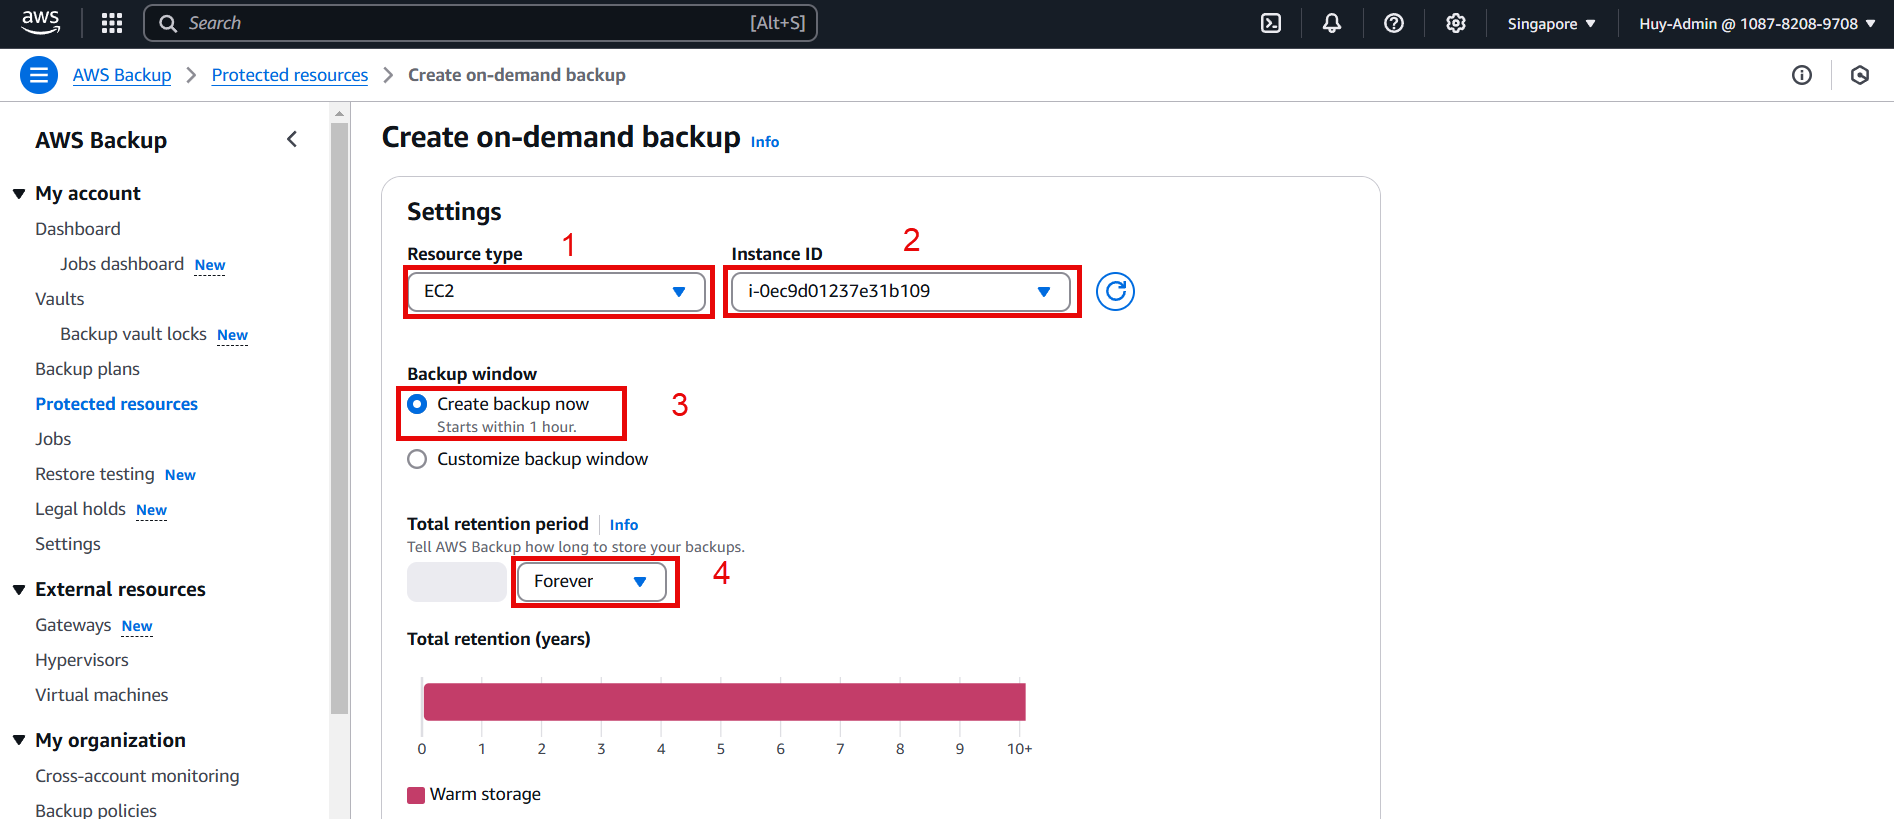 aws
Search [Alt+S]
Singapore
Huy-Admin @ 1087-8208-9708
AWS Backup
Protected resources
Create on-demand backup
AWS Backup
My account
Dashboard
Jobs dashboard New
Vaults
Backup vault locks New
Backup plans
Protected resources
Jobs
Restore testing New
Legal holds New
Settings
External resources
Gateways New
Hypervisors
Virtual machines
My organization
Cross-account monitoring
Backup policies
Create on-demand backup Info
Settings
Resource type 1
EC2
Instance ID 2
i-0ec9d01237e31b109
Backup window
Create backup now 3
Starts within 1 hour.
Customize backup window
Total retention period Info
Tell AWS Backup how long to store your backups.
Forever 4
Total retention (years)
0 1 2 3 4 5 6 7 8 9 10+
Warm storage